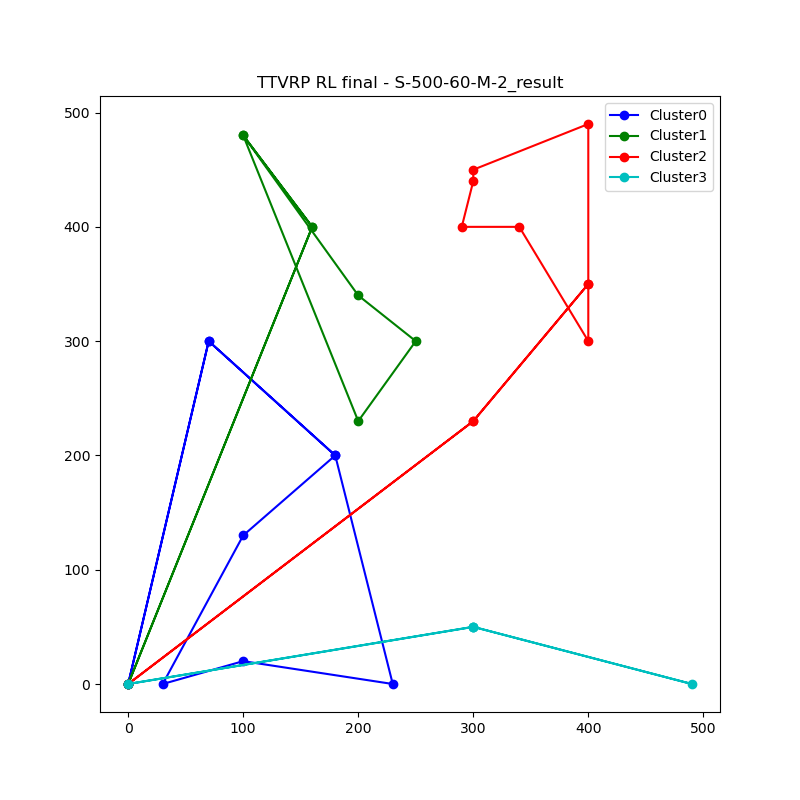 TTVRP RL final - S-500-60-M-2_result
Cluster0
Cluster1
Cluster2
Cluster3
500
400
300
200
100
0
0 100 200 300 400 500